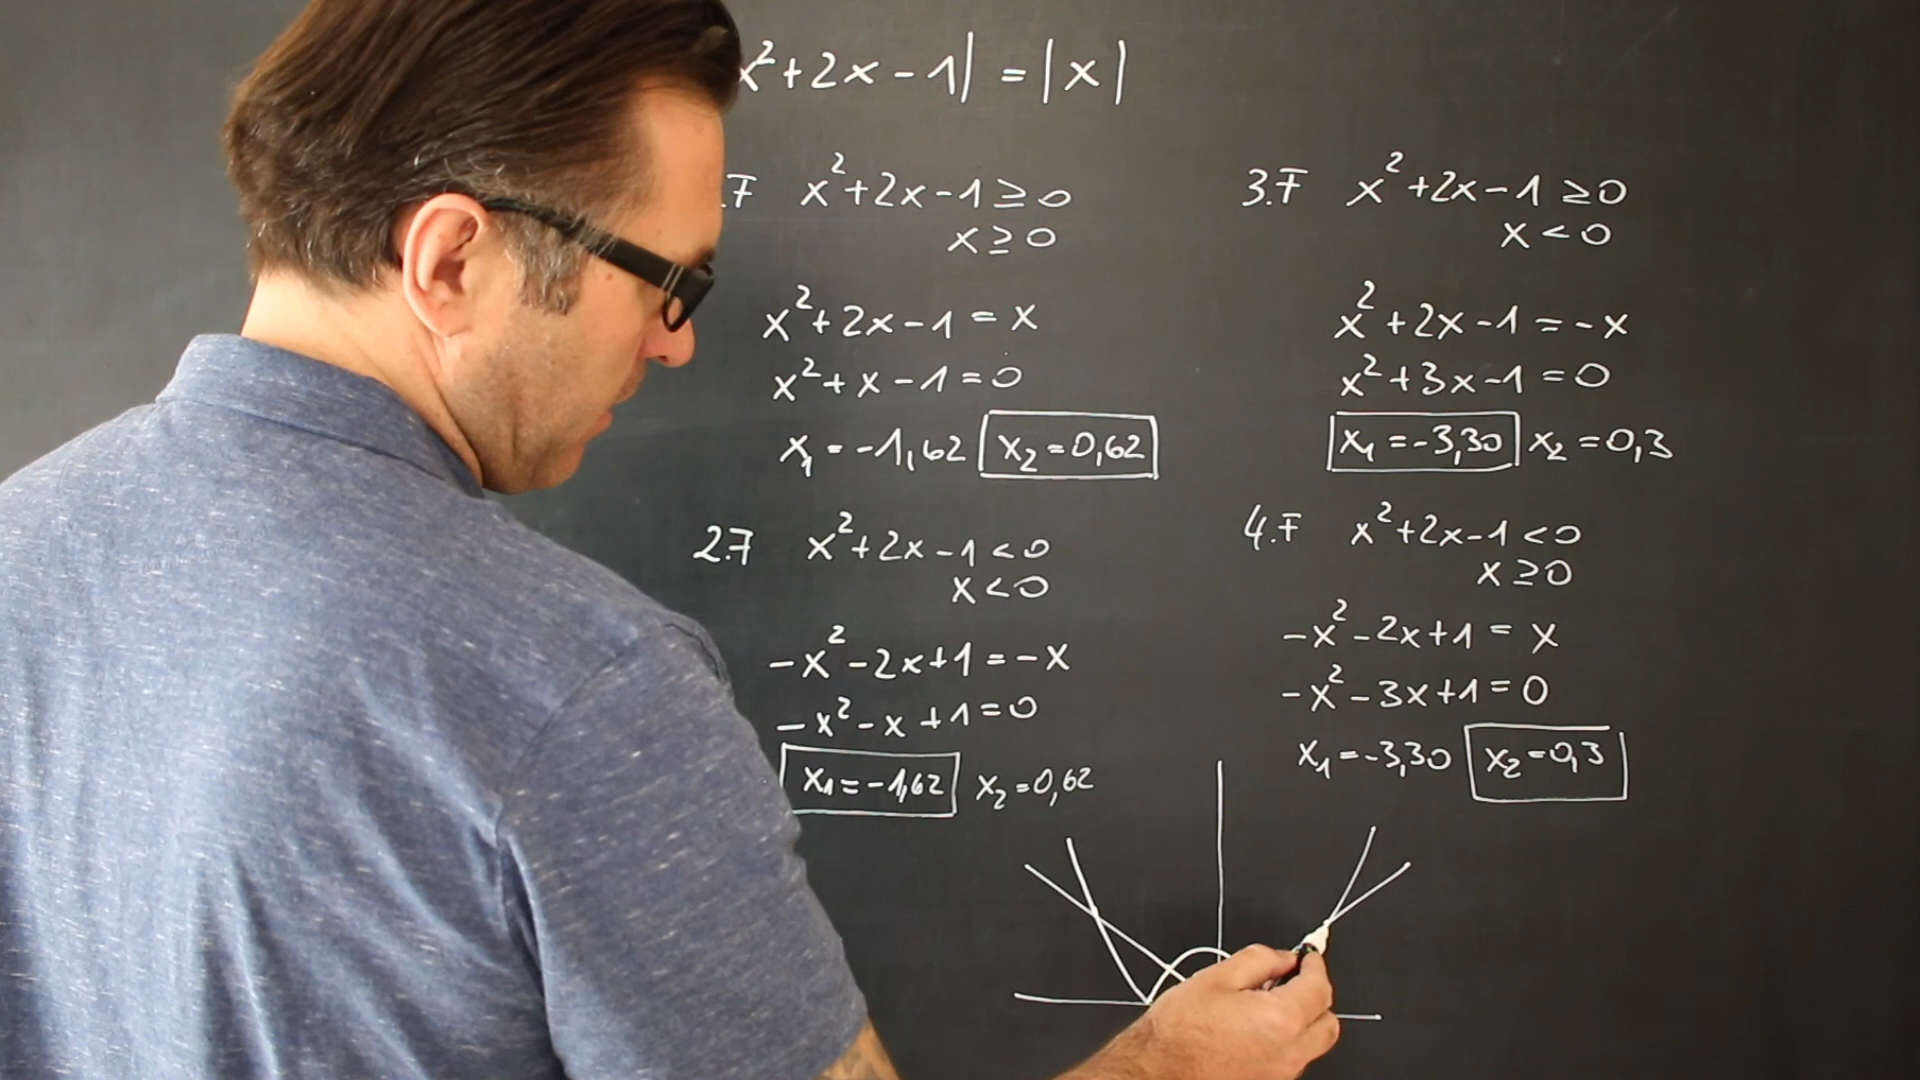 x²+2x-1| = |x|
.F x²+2x-1≥0
x≥0
x²+2x-1=x
x²+x-1=0
x₁=-1,62 x₂=0,62
2.F x²+2x-1<0
x<0
-x²-2x+1=-x
-x²-x+1=0
x₁=-1,62 x₂=0,62
3.F x²+2x-1≥0
x<0
x²+2x-1=-x
x²+3x-1=0
x₁=-3,30 x₂=0,3
4.F x²+2x-1<0
x≥0
-x²-2x+1=x
-x²-3x+1=0
x₁=-3,30 x₂=0,3